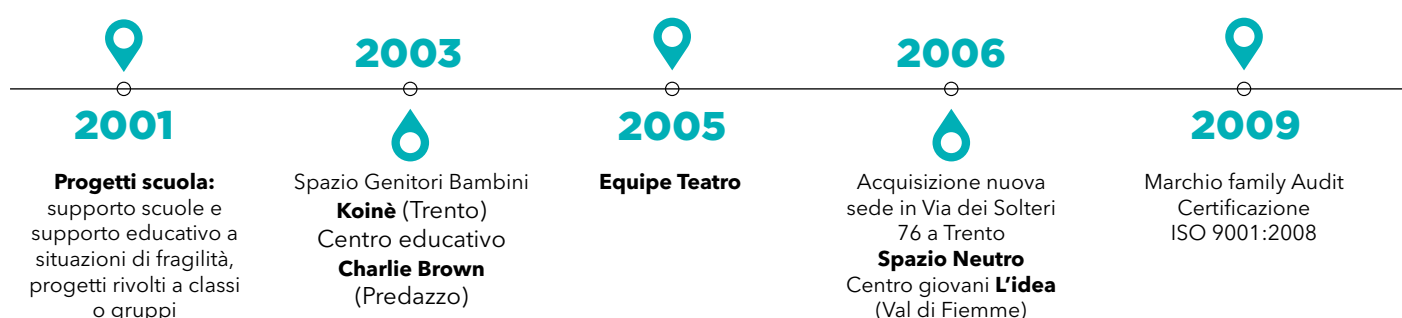 2001
Progetti scuola:
supporto scuole e
supporto educativo a
situazioni di fragilità,
progetti rivolti a classi
o gruppi
2003
Spazio Genitori Bambini
Koinè (Trento)
Centro educativo
Charlie Brown
(Predazzo)
2005
Equipe Teatro
2006
Acquisizione nuova
sede in Via dei Solteri
76 a Trento
Spazio Neutro
Centro giovani L’idea
(Val di Fiemme)
2009
Marchio family Audit
Certificazione
ISO 9001:2008